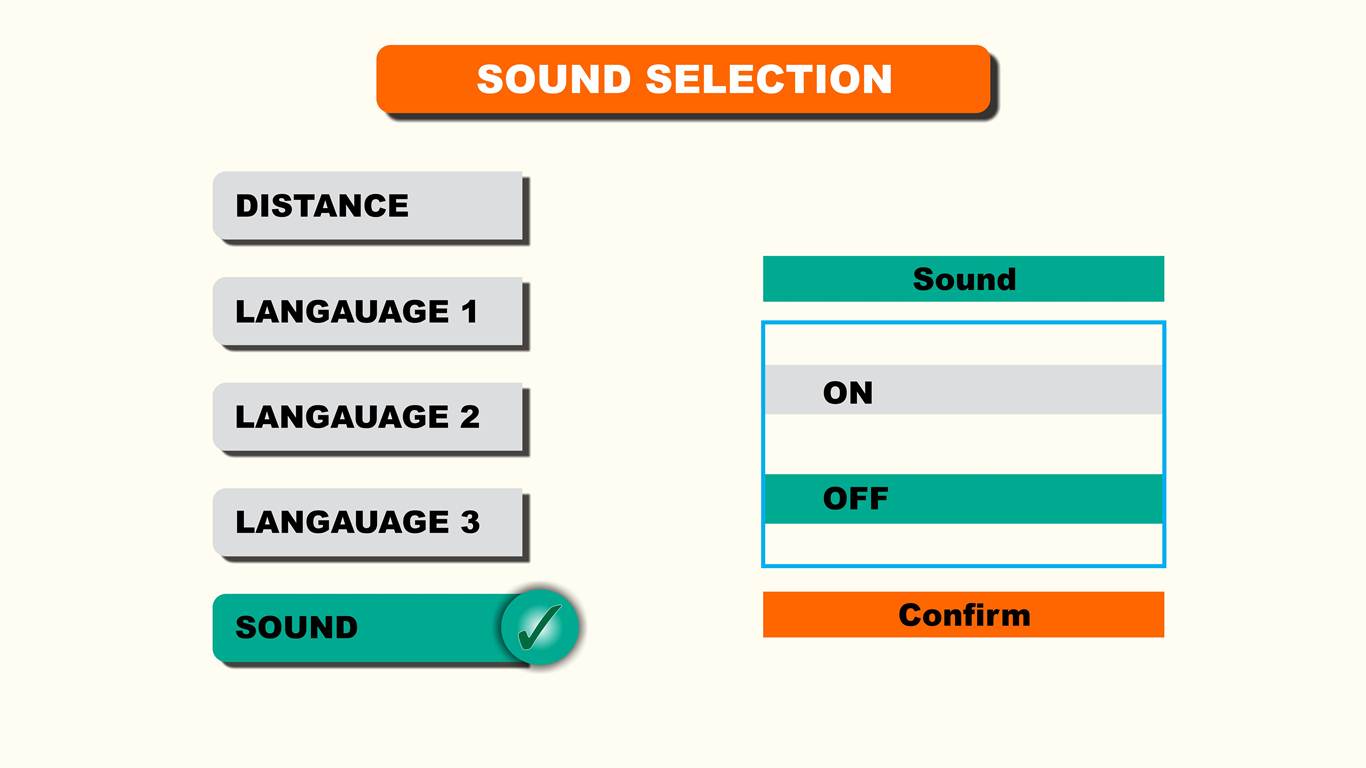 SOUND SELECTION
DISTANCE
LANGAUAGE 1
LANGAUAGE 2
LANGAUAGE 3
SOUND
Sound
ON
OFF
Confirm